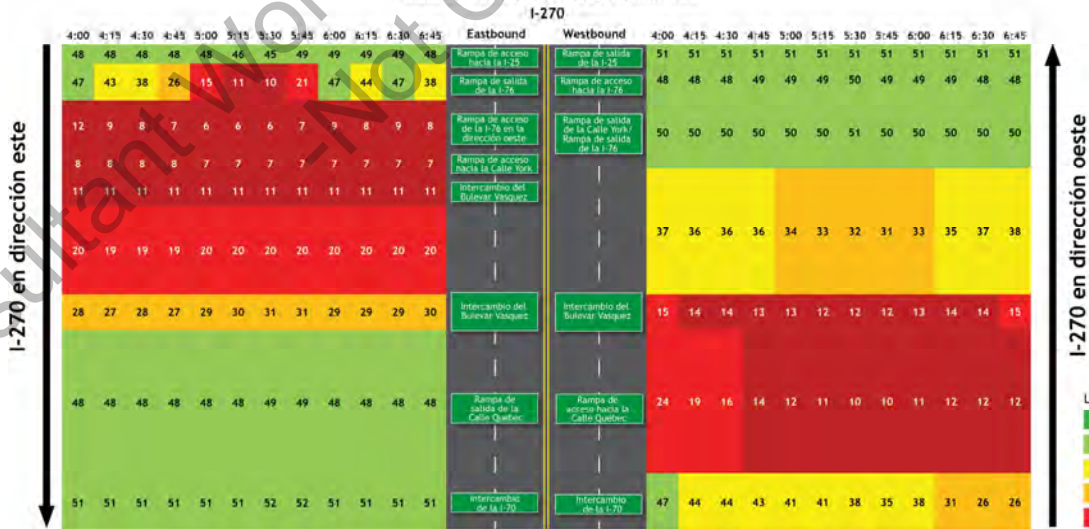 I-270
4:00 4:15 4:30 4:45 5:00 5:15 5:30 5:45 6:00 6:15 6:30 6:45 Eastbound Westbound 4:00 4:15 4:30 4:45 5:00 5:15 5:30 5:45 6:00 6:15 6:30 6:45
48 48 48 48 48 46 45 49 49 49 49 48
Rampa de acceso
hacia la I-25
Rampa de salida
de la I-25
51 51 51 51 51 51 51 51 51 51 51 51
47 43 38 26 15 11 10 21 47 44 47 38
Rampa de salida
de la I-76
Rampa de acceso
hacia la I-76
48 48 48 49 49 49 50 49 49 49 48 48
12 9 8 7 6 6 6 7 9 8 9 8
Rampa de acceso
de la I-76 en la
dirección oeste
Rampa de salida
de la Calle York/
Rampa de salida
de la I-76
50 50 50 50 50 50 51 50 50 50 50 50
8 8 8 8 7 7 7 7 7 7 7 7
Rampa de acceso
hacia la Calle York
11 11 11 11 11 11 11 11 11 11 11 11
Intercambio del
Bulevar Vasquez
20 19 19 19 20 20 20 20 20 20 20 20
37 36 36 36 34 33 32 31 33 35 37 38
28 27 28 27 29 30 31 31 29 29 29 30
Intercambio del
Bulevar Vasquez
Intercambio del
Bulevar Vasquez
15 14 14 13 13 12 12 12 13 14 14 15
48 48 48 48 48 48 49 49 48 48 48 48
Rampa de
salida de la
Calle Quebec
Rampa de
acceso hacia la
Calle Quebec
24 19 16 14 12 11 10 10 11 12 12 12
51 51 51 51 51 51 52 52 51 51 51 51
Intercambio
de la I-70
Intercambio
de la I-70
47 44 44 43 41 41 38 35 38 31 26 26
I-270 en dirección este
I-270 en dirección oeste